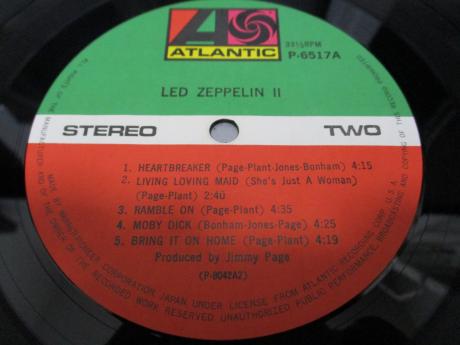 ATLANTIC
33⅓RPM
P-6517A
LED ZEPPELIN II
STEREO
TWO
1. HEARTBREAKER (Page-Plant-Jones-Bonham) 4:15
2. LIVING LOVING MAID (She's Just A Woman)
(Page-Plant) 2:40
3. RAMBLE ON (Page-Plant) 4:35
4. MOBY DICK (Bonham-Jones-Page) 4:25
5. BRING IT ON HOME (Page-Plant) 4:19
Produced by Jimmy Page
(P-8042A2)
MADE BY WARNER-PIONEER CORPORATION JAPAN UNDER LICENSE FROM ATLANTIC RECORDING CORP. U.S.A.
ALL RIGHTS OF THE MANUFACTURER AND OF THE OWNER OF THE RECORDED WORK RESERVED UNAUTHORIZED PUBLIC PERFORMANCE BROADCASTING AND COPYING OF THIS RECORD PROHIBITED